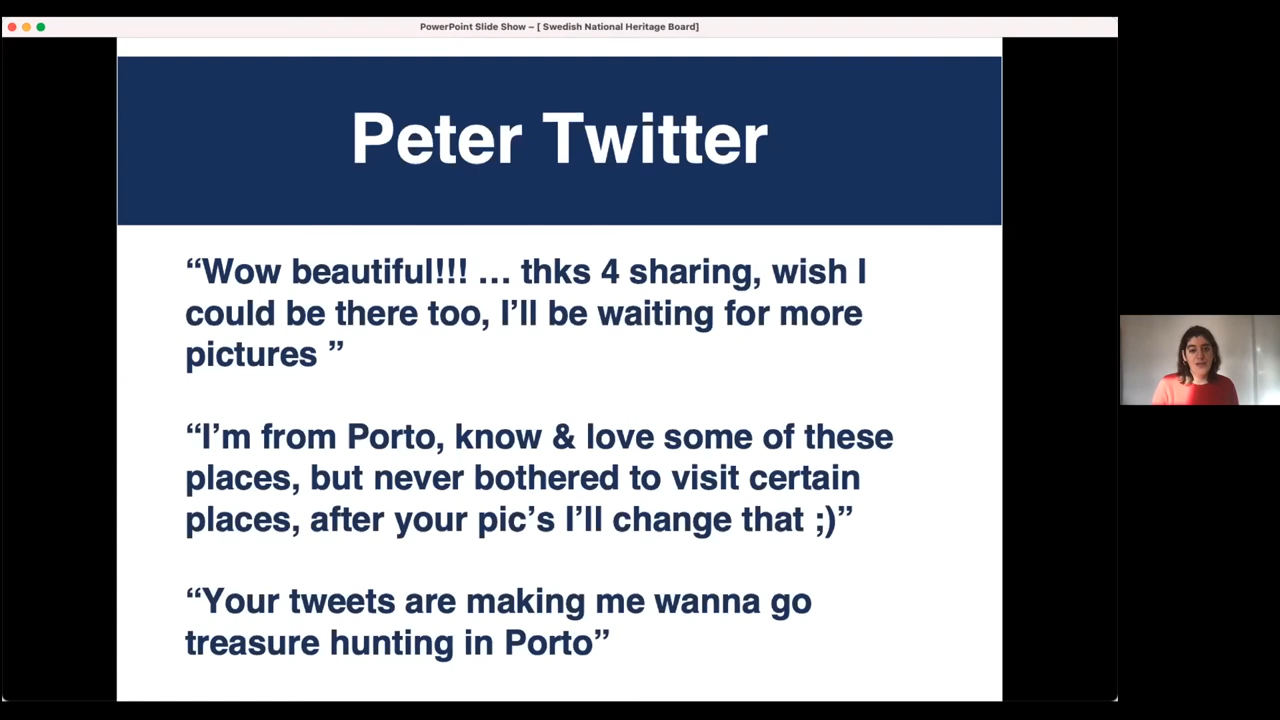 PowerPoint Slide Show – [ Swedish National Heritage Board]
Peter Twitter
“Wow beautiful!!! ... thks 4 sharing, wish I
could be there too, I’ll be waiting for more
pictures ”
“I’m from Porto, know & love some of these
places, but never bothered to visit certain
places, after your pic’s I’ll change that ;)”
“Your tweets are making me wanna go
treasure hunting in Porto”